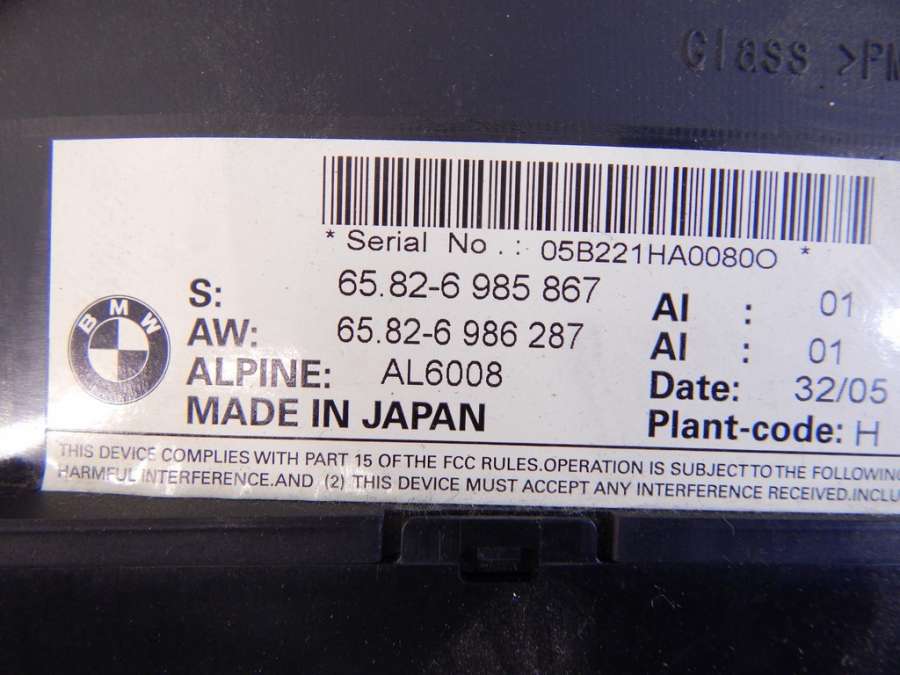 Glass >PM
* Serial No.: 05B221HA0080O *
S: 65.82-6 985 867 AI : 01
AW: 65.82-6 986 287 AI : 01
ALPINE: AL6008 Date: 32/05
MADE IN JAPAN Plant-code: H
BMW
THIS DEVICE COMPLIES WITH PART 15 OF THE FCC RULES.OPERATION IS SUBJECT TO THE FOLLOWING
HARMFUL INTERFERENCE.AND (2) THIS DEVICE MUST ACCEPT ANY INTERFERENCE RECEIVED.INCLU